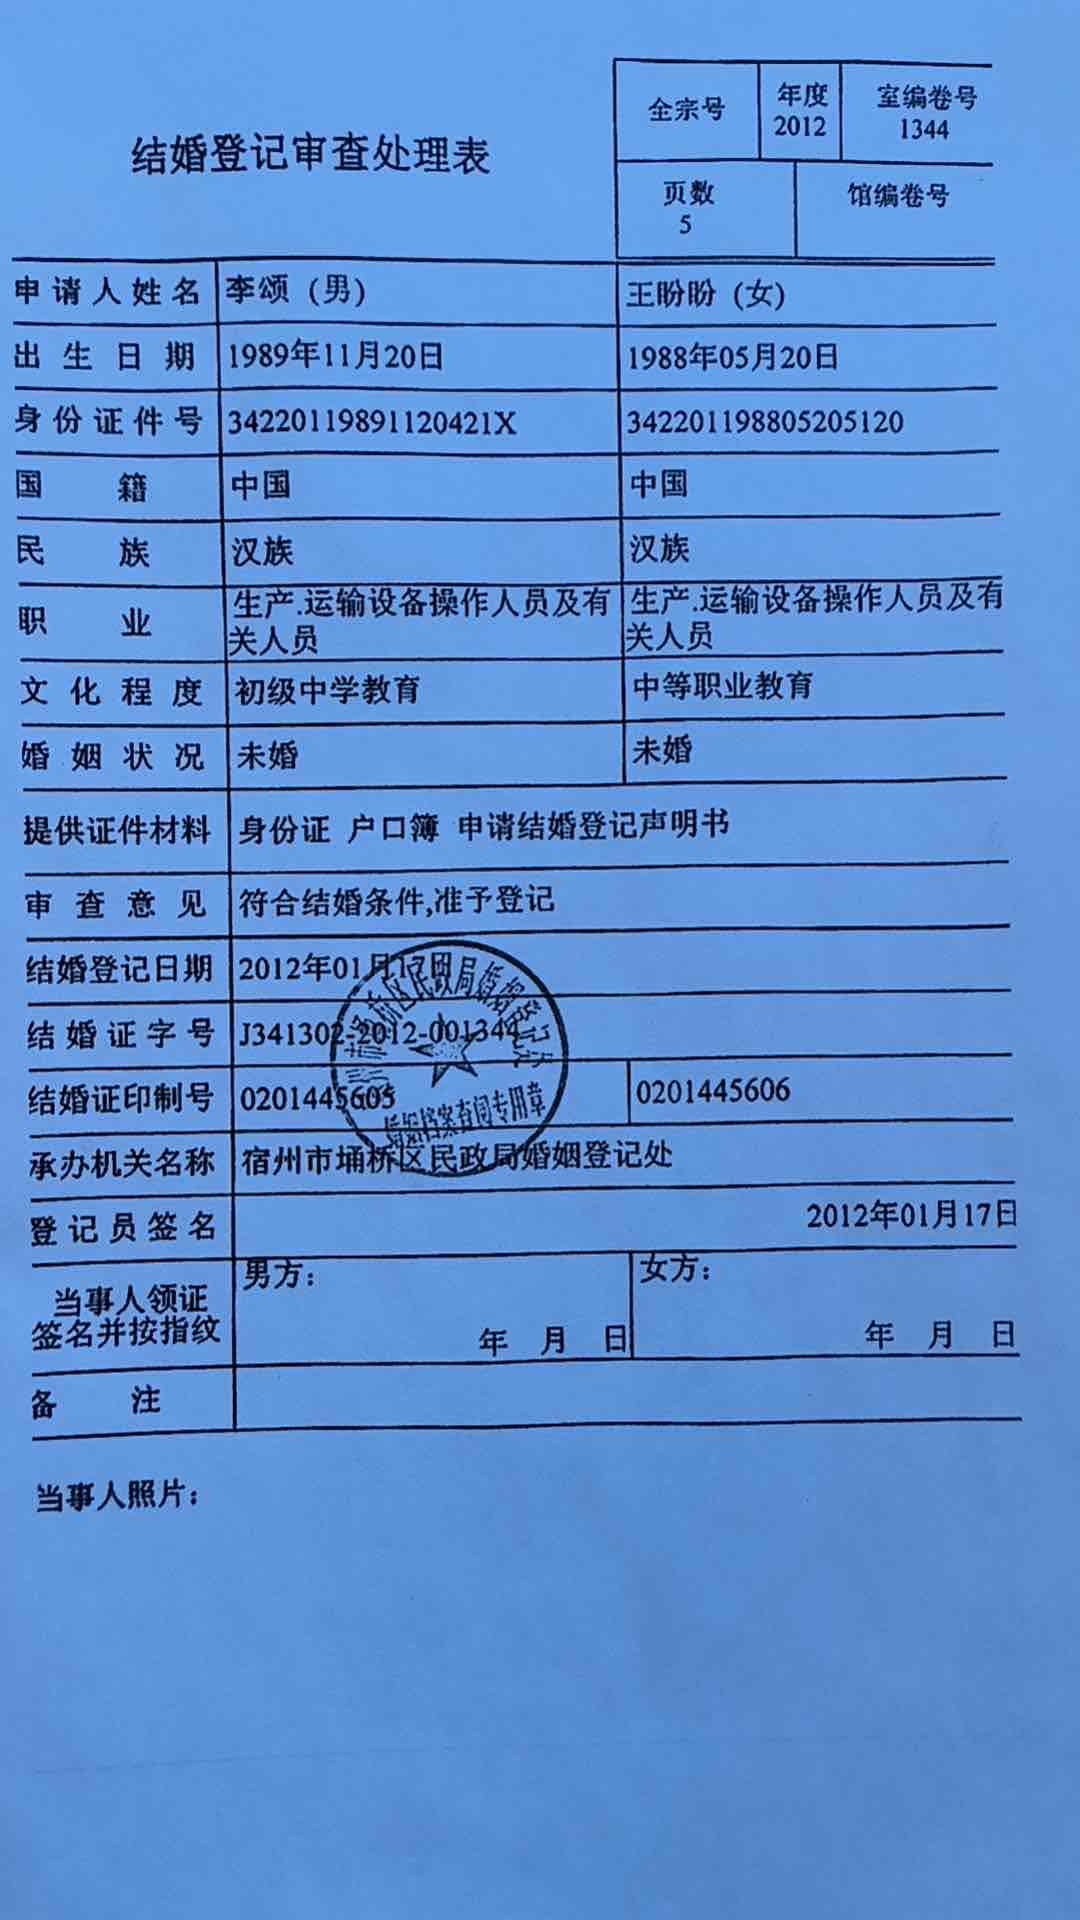 结婚登记审查处理表
全宗号 年度 2012 室编卷号 1344
页数 5 馆编卷号
申请人姓名 李颂 (男) 王盼盼 (女)
出生日期 1989年11月20日 1988年05月20日
身份证件号 34220119891120421X 342201198805205120
国籍 中国 中国
民族 汉族 汉族
职业 生产.运输设备操作人员及有 生产.运输设备操作人员及有
关人员 关人员
文化程度 初级中学教育 中等职业教育
婚姻状况 未婚 未婚
提供证件材料 身份证 户口簿 申请结婚登记声明书
审查意见 符合结婚条件,准予登记
结婚登记日期 2012年01月17日
结婚证字号 J341302-2012-001344
结婚证印制号 0201445605 0201445606
承办机关名称 宿州市埇桥区民政局婚姻登记处
桥区民政局婚姻登记处
婚姻档案查阅专用章
登记员签名 2012年01月17日
当事人领证 男方： 女方：
签名并按指纹 年 月 日 年 月 日
备注
当事人照片：